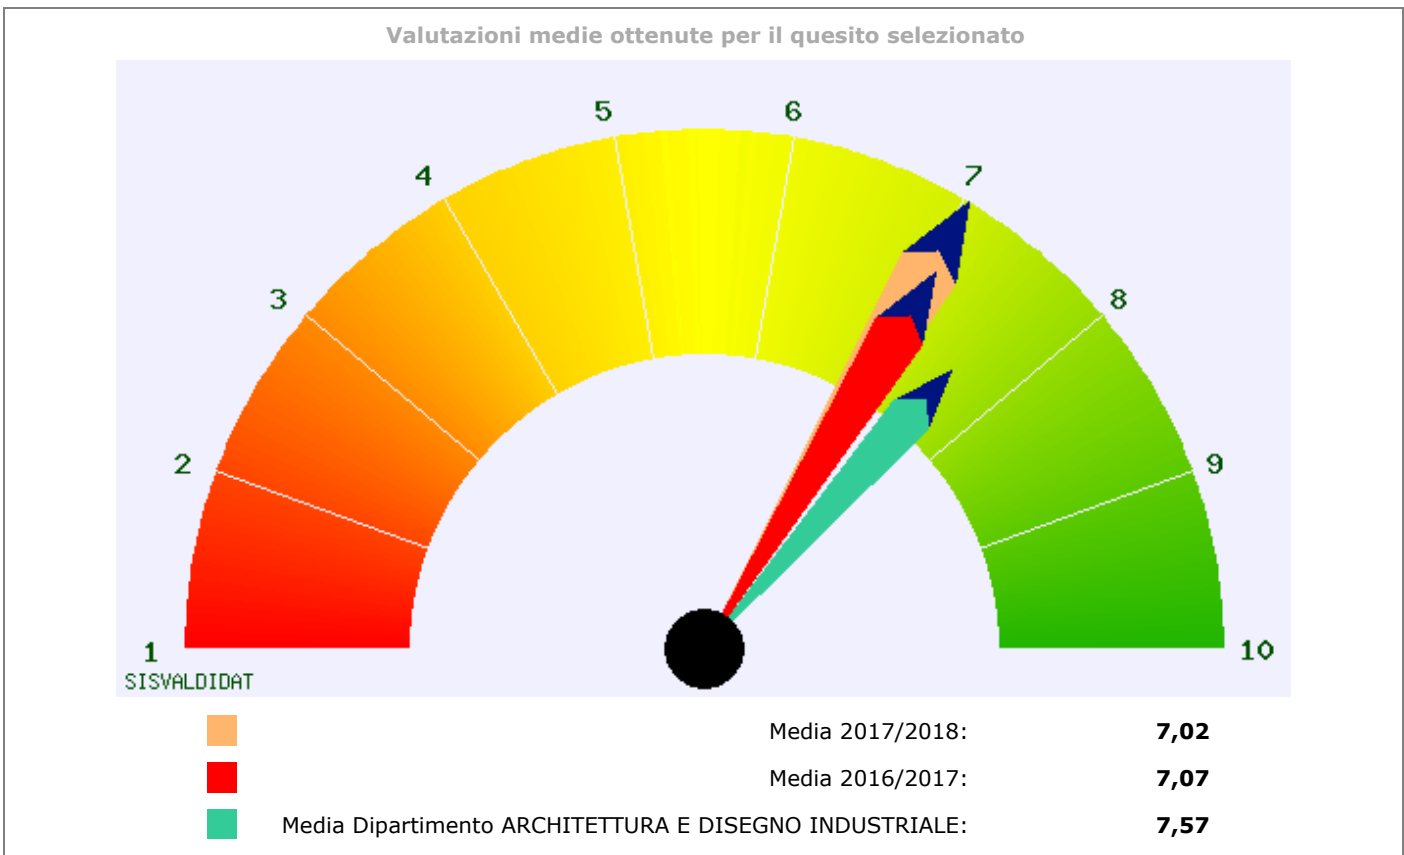 Valutazioni medie ottenute per il quesito selezionato
5 6
4 7
3 8
2 9
1 10
SISVALDIDAT
Media 2017/2018: 7,02
Media 2016/2017: 7,07
Media Dipartimento ARCHITETTURA E DISEGNO INDUSTRIALE: 7,57